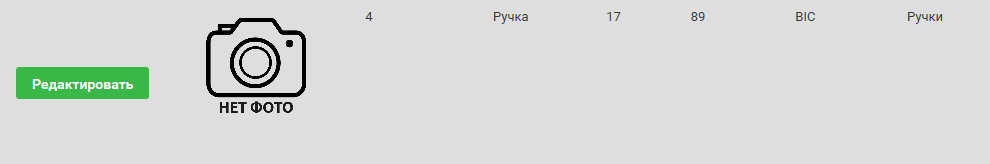 4 Ручка 17 89 BIC Ручки
Редактировать
НЕТ ФОТО